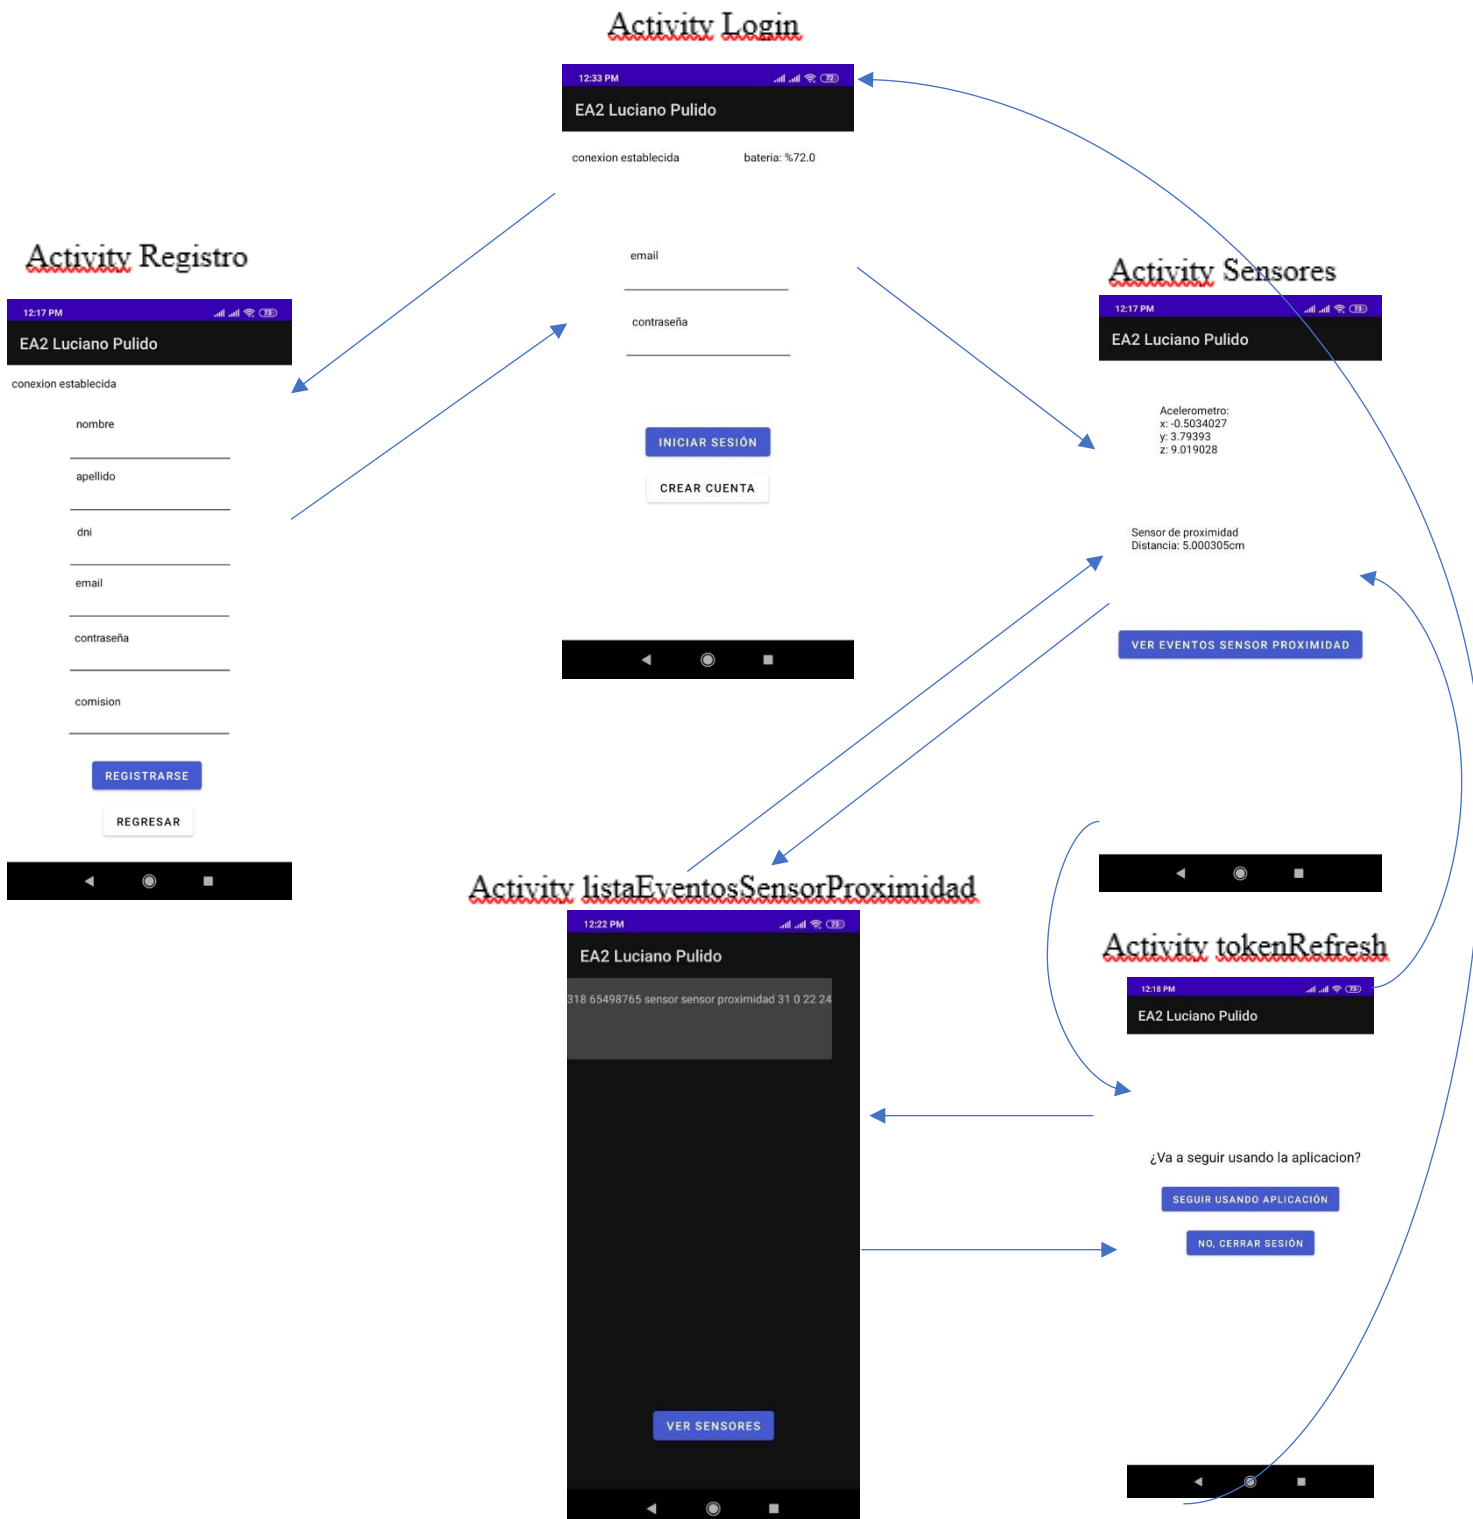 Activity Login
12:33 PM
72
EA2 Luciano Pulido
conexion establecida
bateria: %72.0
email
contraseña
INICIAR SESIÓN
CREAR CUENTA
Activity Registro
12:17 PM
73
EA2 Luciano Pulido
conexion establecida
nombre
apellido
dni
email
contraseña
comision
REGISTRARSE
REGRESAR
Activity Sensores
12:17 PM
73
EA2 Luciano Pulido
Acelerometro:
x: -0.5034027
y: 3.79393
z: 9.019028
Sensor de proximidad
Distancia: 5.000305cm
VER EVENTOS SENSOR PROXIMIDAD
Activity listaEventosSensorProximidad
12:22 PM
73
EA2 Luciano Pulido
318 65498765 sensor sensor proximidad 31 0 22 24
VER SENSORES
Activity tokenRefresh
12:18 PM
73
EA2 Luciano Pulido
¿Va a seguir usando la aplicacion?
SEGUIR USANDO APLICACIÓN
NO, CERRAR SESIÓN